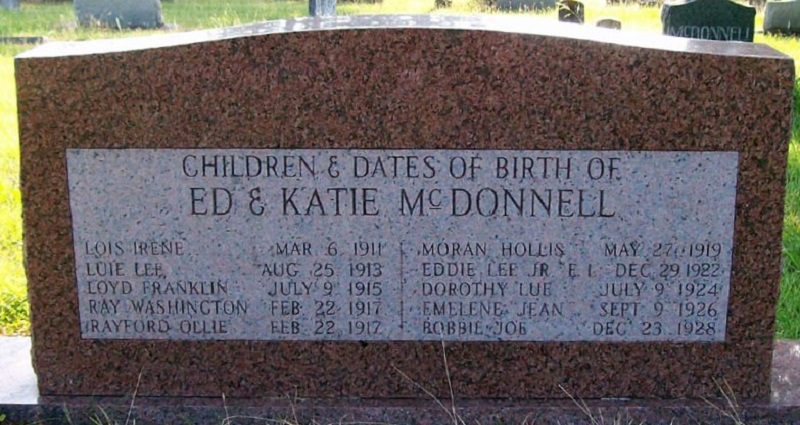 McDONNELL
CHILDREN & DATES OF BIRTH OF
ED & KATIE McDONNELL
LOIS IRENE MAR 6 1911
LUIE LEE AUG 25 1913
LOYD FRANKLIN JULY 9 1915
RAY WASHINGTON FEB 22 1917
RAYFORD OLLIE FEB 22 1917
MORAN HOLLIS MAY 27 1919
EDDIE LEE JR E.L. DEC 29 1922
DOROTHY LUE JULY 9 1924
EMELENE JEAN SEPT 9 1926
BOBBIE JOE DEC 23 1928